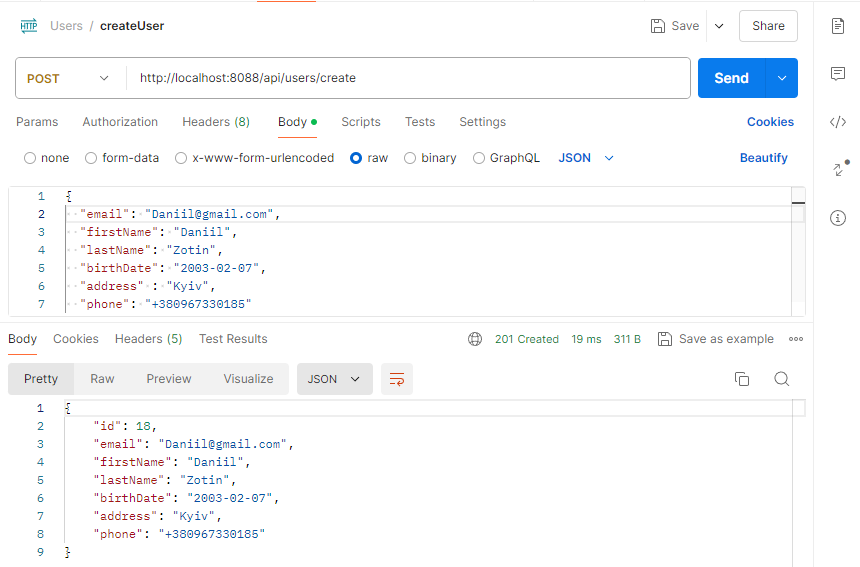 HTTP Users / createUser Save Share
POST http://localhost:8088/api/users/create Send
Params Authorization Headers (8) Body Scripts Tests Settings Cookies
none form-data x-www-form-urlencoded raw binary GraphQL JSON Beautify
1 {
2 "email": "Daniil@gmail.com",
3 "firstName": "Daniil",
4 "lastName": "Zotin",
5 "birthDate": "2003-02-07",
6 "address" : "Kyiv",
7 "phone": "+380967330185"
Body Cookies Headers (5) Test Results 201 Created 19 ms 311 B Save as example
Pretty Raw Preview Visualize JSON
1 {
2 "id": 18,
3 "email": "Daniil@gmail.com",
4 "firstName": "Daniil",
5 "lastName": "Zotin",
6 "birthDate": "2003-02-07",
7 "address": "Kyiv",
8 "phone": "+380967330185"
9 }